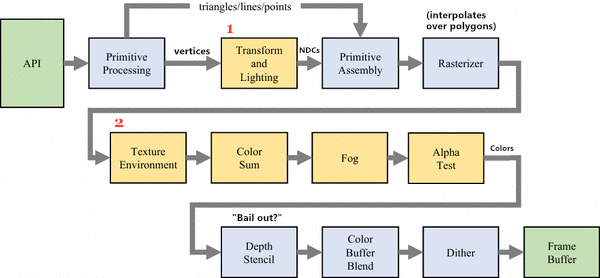 triangles/lines/points
(interpolates
over polygons)
1
API
Primitive
Processing
vertices
Transform
and
Lighting
NDCs
Primitive
Assembly
Rasterizer
2
Texture
Environment
Color
Sum
Fog
Alpha
Test
Colors
"Bail out?"
Depth
Stencil
Color
Buffer
Blend
Dither
Frame
Buffer